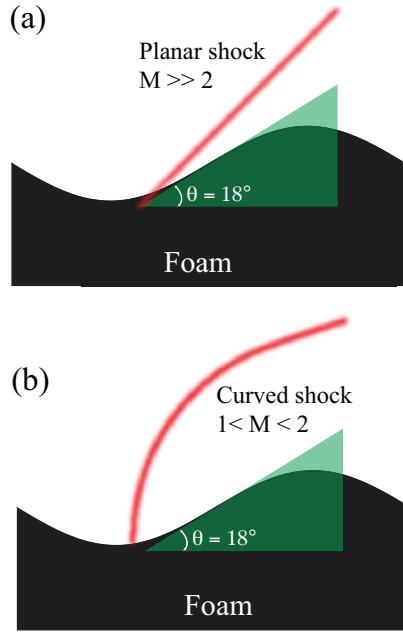 (a)
Planar shock
M >> 2
θ = 18°
Foam
(b)
Curved shock
1< M < 2
θ = 18°
Foam